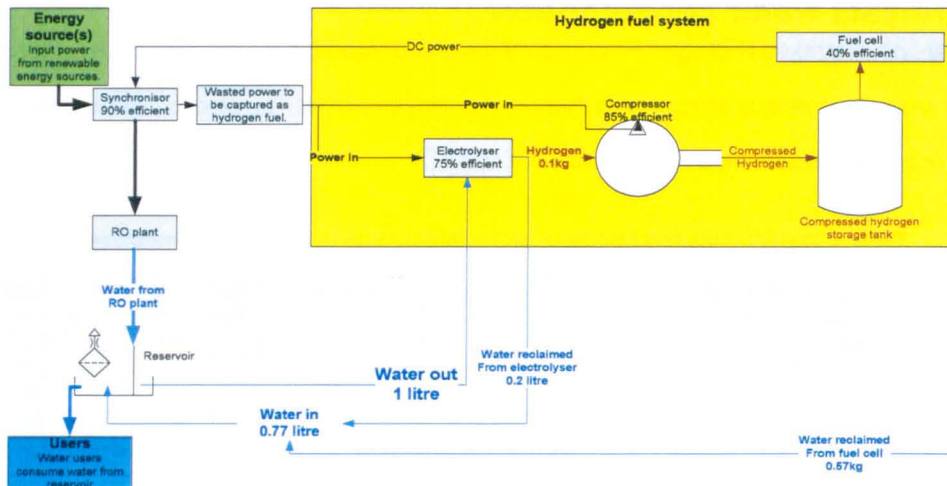 Energy
source(s)
Input power
from renewable
energy sources.
Hydrogen fuel system
DC power
Fuel cell
40% efficient
Synchronisor
90% efficient
Wasted power to
be captured as
hydrogen fuel.
Power in
Compressor
85% efficient
Power In
Electrolyser
75% efficient
Hydrogen
0.1kg
Compressed
Hydrogen
Compressed hydrogen
storage tank
RO plant
Water from
RO plant
Reservoir
Water out
1 litre
Water reclaimed
From electrolyser
0.2 litre
Water in
0.77 litre
Water reclaimed
From fuel cell
0.57kg
Users
Water users
consume water from
reservoir